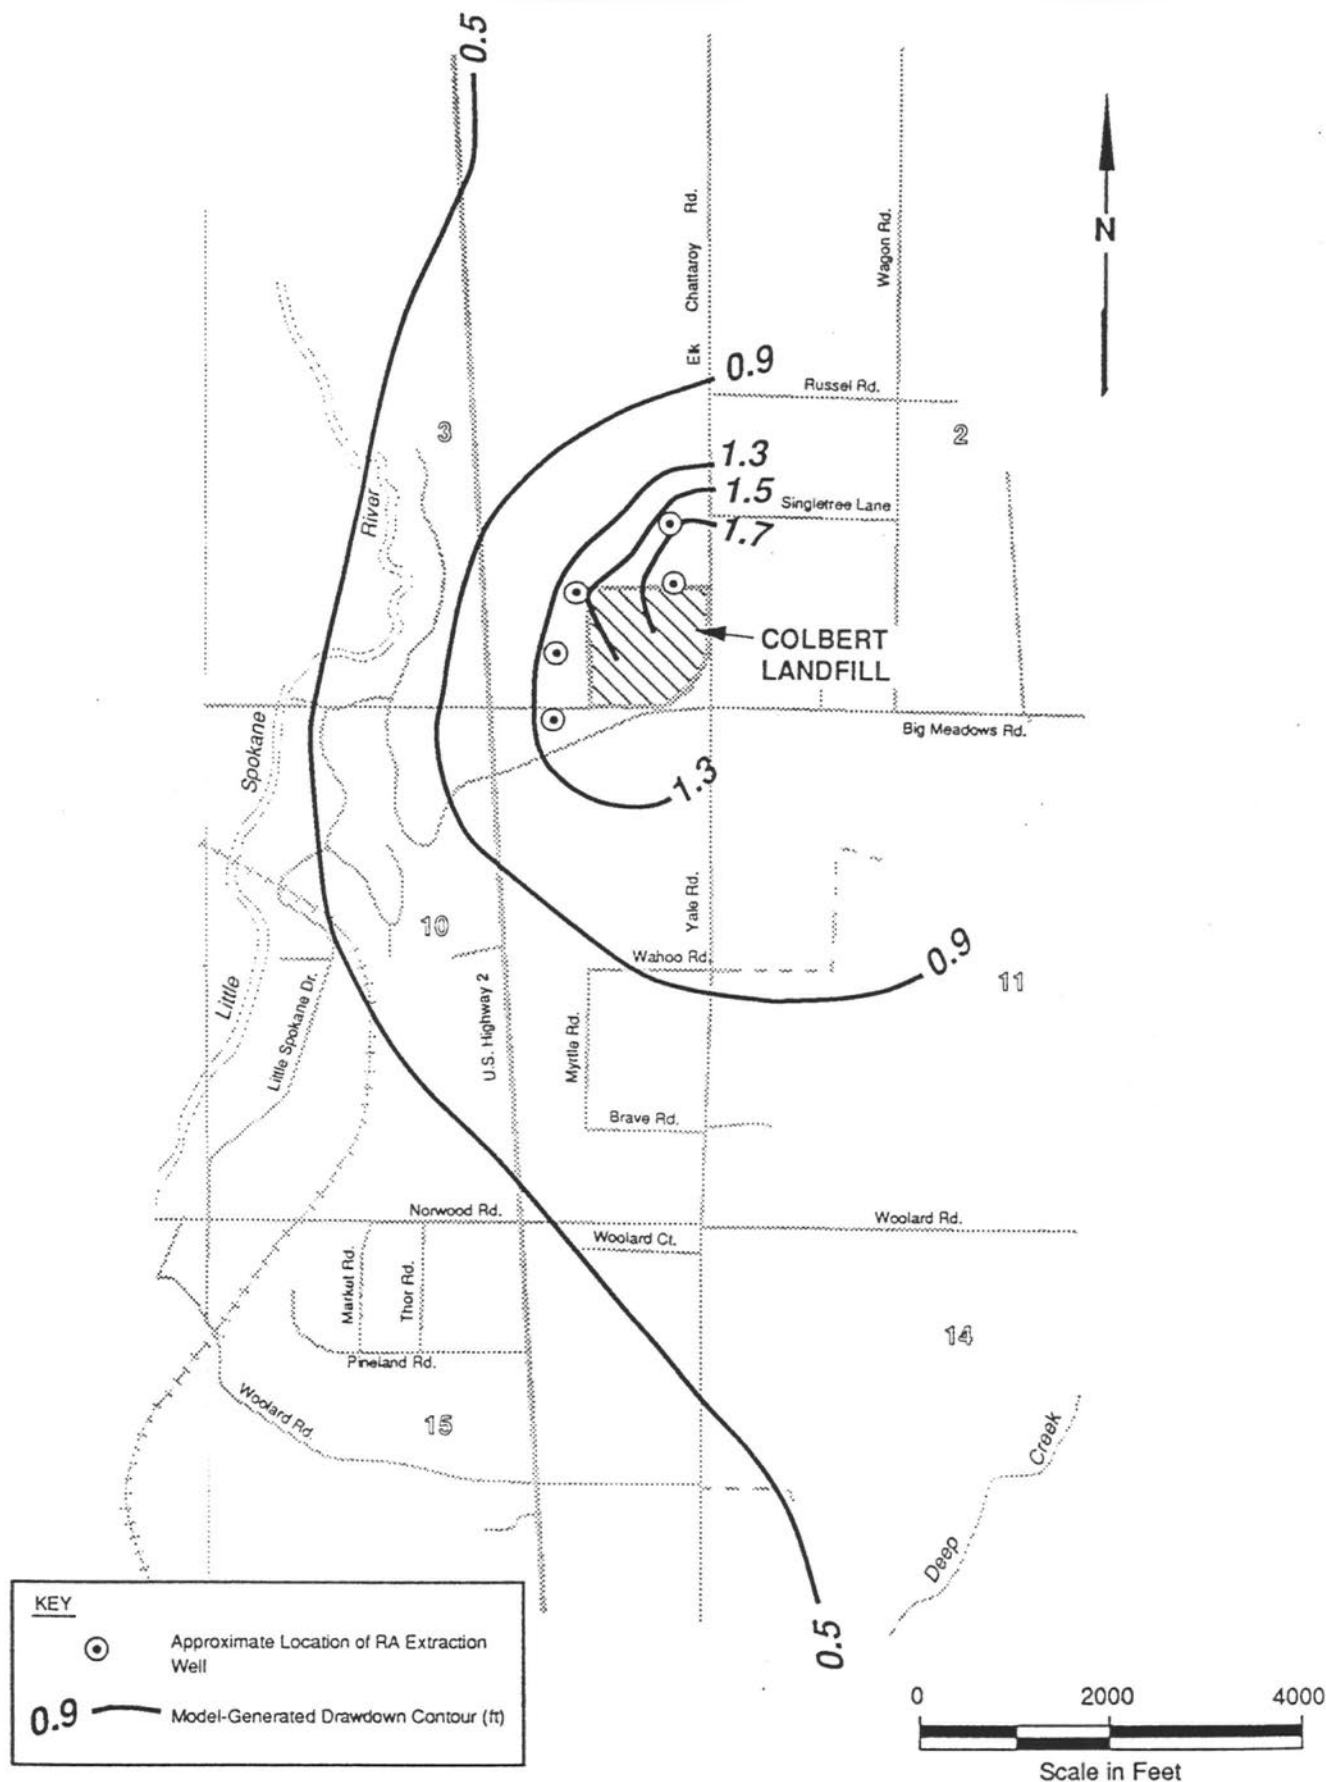 0.5
Elk Chattaroy Rd.
Wagon Rd.
N
0.9
Russel Rd.
3
2
1.3
1.5
Singletree Lane
1.7
River
COLBERT
LANDFILL
Big Meadows Rd.
Spokane
1.3
Yale Rd.
10
Wahoo Rd.
0.9
11
Little
Little Spokane Dr.
U.S. Highway 2
Myrtle Rd.
Brave Rd.
Norwood Rd.
Woolard Rd.
Woolard Ct.
Market Rd.
Thor Rd.
14
Pineland Rd.
Woolard Rd.
15
Creek
Deep
0.5
KEY
Approximate Location of RA Extraction
Well
0.9
Model-Generated Drawdown Contour (ft)
0 2000 4000
Scale in Feet